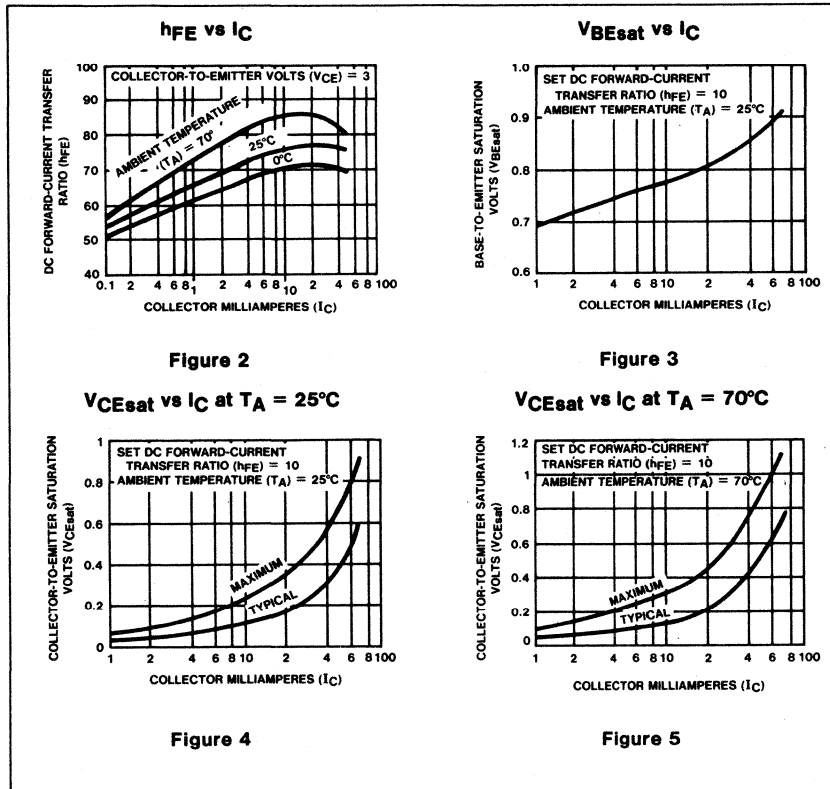 hFE vs IC
DC FORWARD-CURRENT TRANSFER
RATIO (hFE)
100
90
80
70
60
50
40
COLLECTOR-TO-EMITTER VOLTS (VCE) = 3
AMBIENT TEMPERATURE
(TA) = 70°
25°C
0°C
0.1 2 4 6 8 1 2 4 6 8 10 2 4 6 8 100
COLLECTOR MILLIAMPERES (IC)
Figure 2
VBEsat vs IC
BASE-TO-EMITTER SATURATION
VOLTS (VBEsat)
1.0
0.9
0.8
0.7
0.6
SET DC FORWARD-CURRENT
TRANSFER RATIO (hFE) = 10
AMBIENT TEMPERATURE (TA) = 25°C
1 2 4 6 8 10 2 4 6 8 100
COLLECTOR MILLIAMPERES (IC)
Figure 3
VCEsat vs IC at TA = 25°C
COLLECTOR-TO-EMITTER SATURATION
VOLTS (VCEsat)
1
0.8
0.6
0.4
0.2
0
SET DC FORWARD-CURRENT
TRANSFER RATIO (hFE) = 10
AMBIENT TEMPERATURE (TA) = 25°C
MAXIMUM
TYPICAL
1 2 4 6 8 10 2 4 6 8 100
COLLECTOR MILLIAMPERES (IC)
Figure 4
VCEsat vs IC at TA = 70°C
COLLECTOR-TO-EMITTER SATURATION
VOLTS (VCEsat)
1.2
1
0.8
0.6
0.4
0.2
0
SET DC FORWARD-CURRENT
TRANSFER RATIO (hFE) = 10
AMBIENT TEMPERATURE (TA) = 70°C
MAXIMUM
TYPICAL
1 2 4 6 8 10 2 4 6 8 100
COLLECTOR MILLIAMPERES (IC)
Figure 5